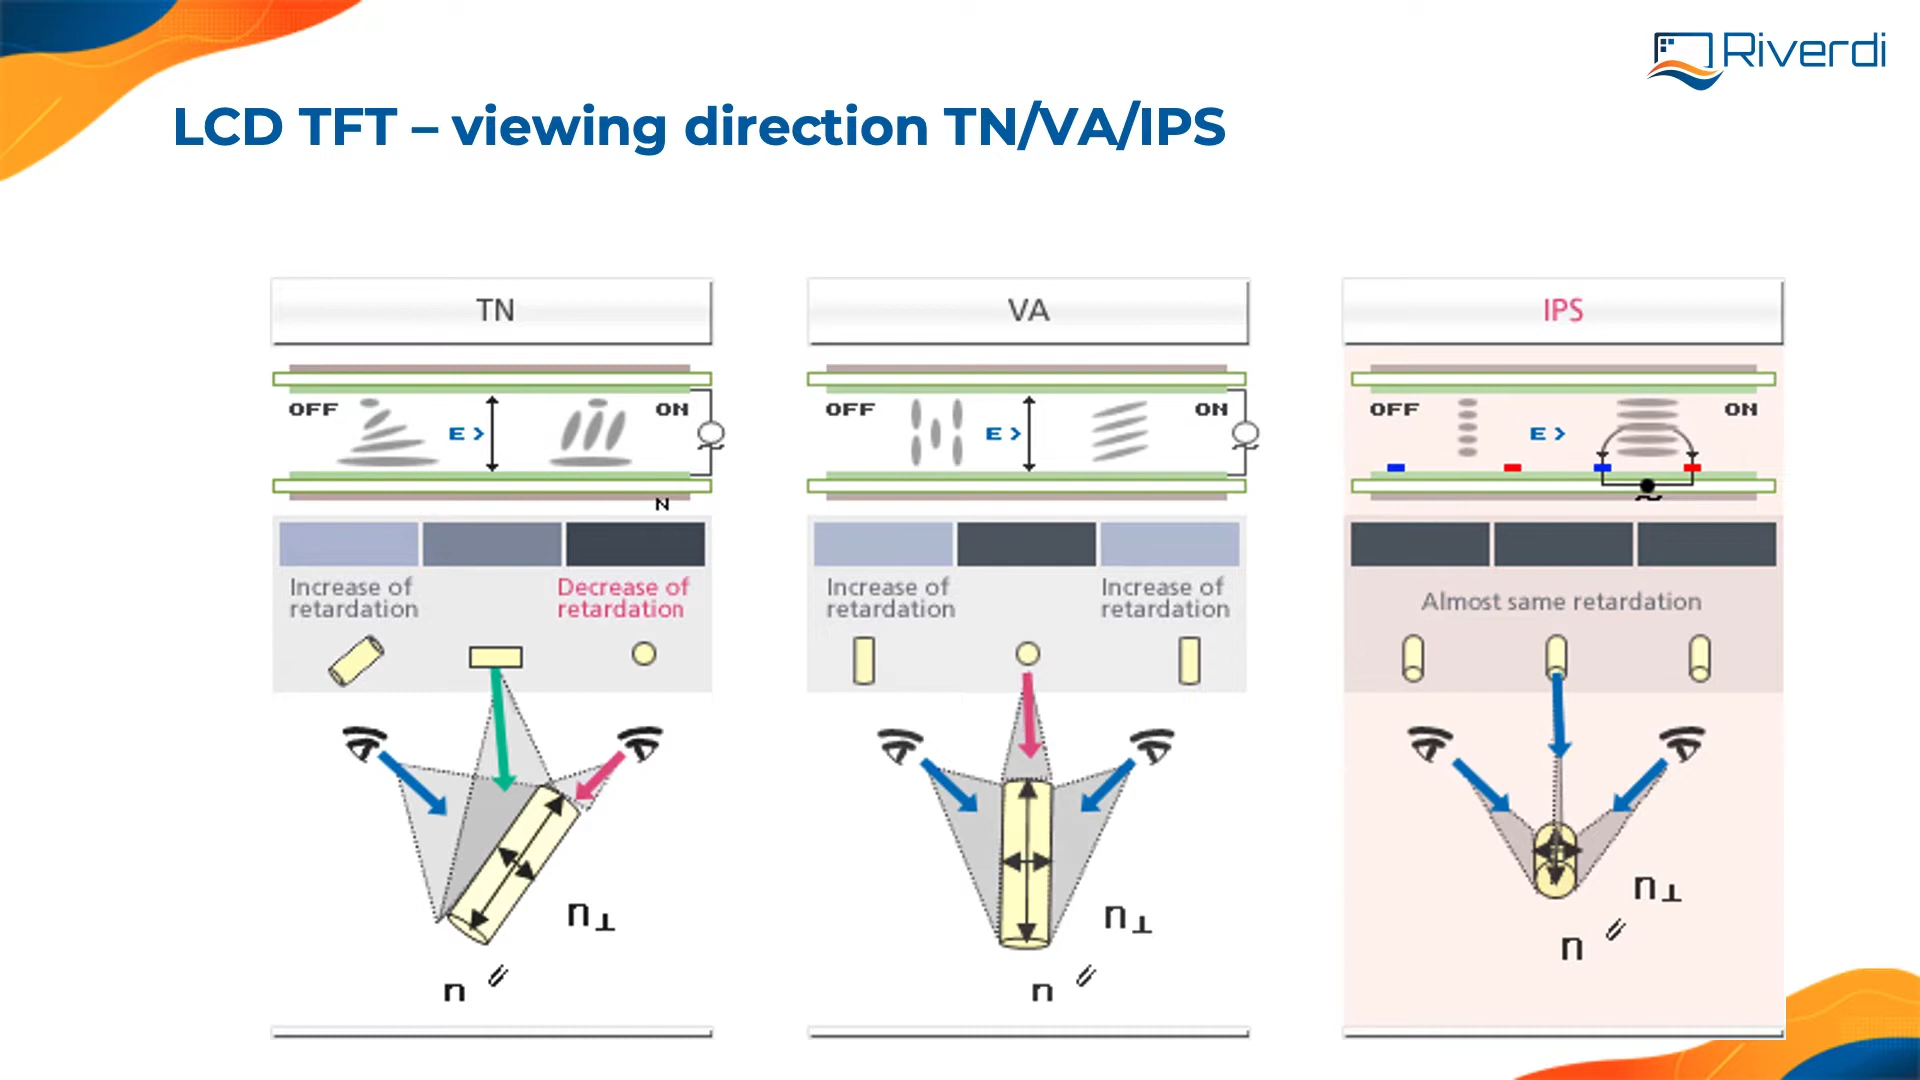 Riverdi
LCD TFT – viewing direction TN/VA/IPS
TN
OFF
E >
ON
N
Increase of
retardation
Decrease of
retardation
n⊥
n //
VA
OFF
E >
ON
Increase of
retardation
Increase of
retardation
n⊥
n //
IPS
OFF
E >
ON
Almost same retardation
n⊥
n //